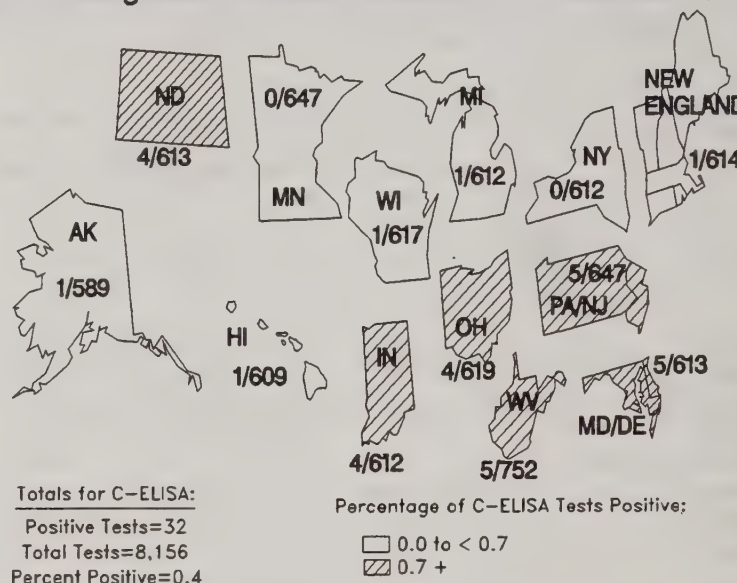 ND
4/613
0/647
MN
MI
1/612
NEW
ENGLAND
1/614
NY
0/612
WI
1/617
AK
1/589
HI
1/609
IN
4/612
OH
4/619
5/647
PA/NJ
WV
5/752
5/613
MD/DE
Totals for C-ELISA:
Positive Tests=32
Total Tests=8,156
Percent Positive=0.4
Percentage of C-ELISA Tests Positive:
0.0 to < 0.7
0.7 +